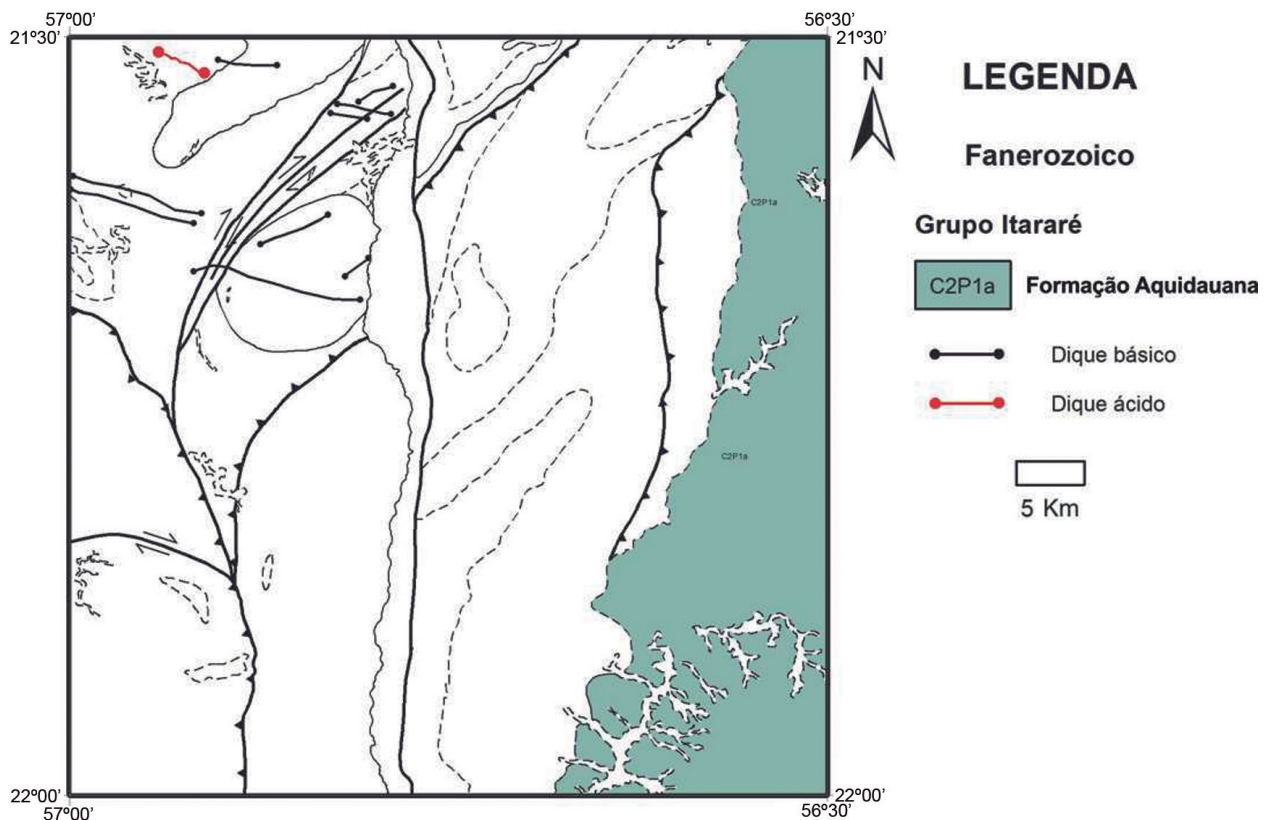 57º00’
56º30’
21º30’
21º30’
N
LEGENDA
Fanerozoico
C2P1a
Grupo Itararé
C2P1a
Formação Aquidauana
Dique básico
Dique ácido
C2P1a
5 Km
22º00’
22º00’
57º00’
56º30’